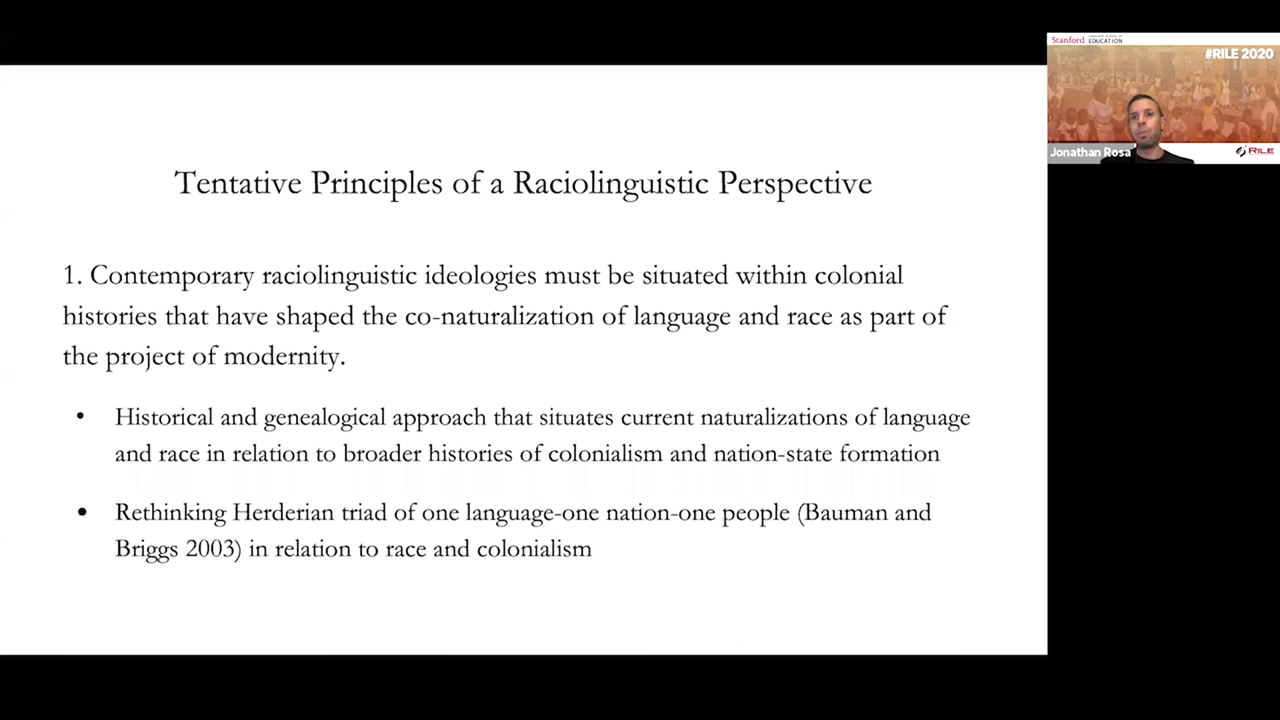 Tentative Principles of a Raciolinguistic Perspective
1. Contemporary raciolinguistic ideologies must be situated within colonial
histories that have shaped the co-naturalization of language and race as part of
the project of modernity.
• Historical and genealogical approach that situates current naturalizations of language
and race in relation to broader histories of colonialism and nation-state formation
• Rethinking Herderian triad of one language-one nation-one people (Bauman and
Briggs 2003) in relation to race and colonialism
Stanford
EDUCATION
#RILE 2020
Jonathan Rosa
RILE